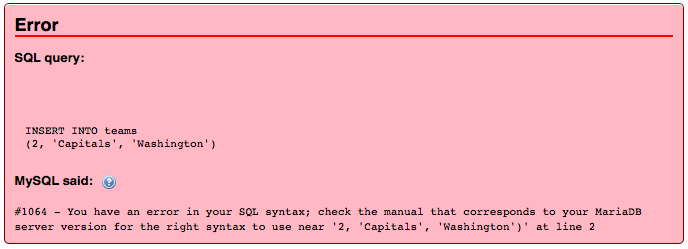 Error
SQL query:
INSERT INTO teams
(2, 'Capitals', 'Washington')
MySQL said:
#1064 - You have an error in your SQL syntax; check the manual that corresponds to your MariaDB
server version for the right syntax to use near '2, 'Capitals', 'Washington')' at line 2